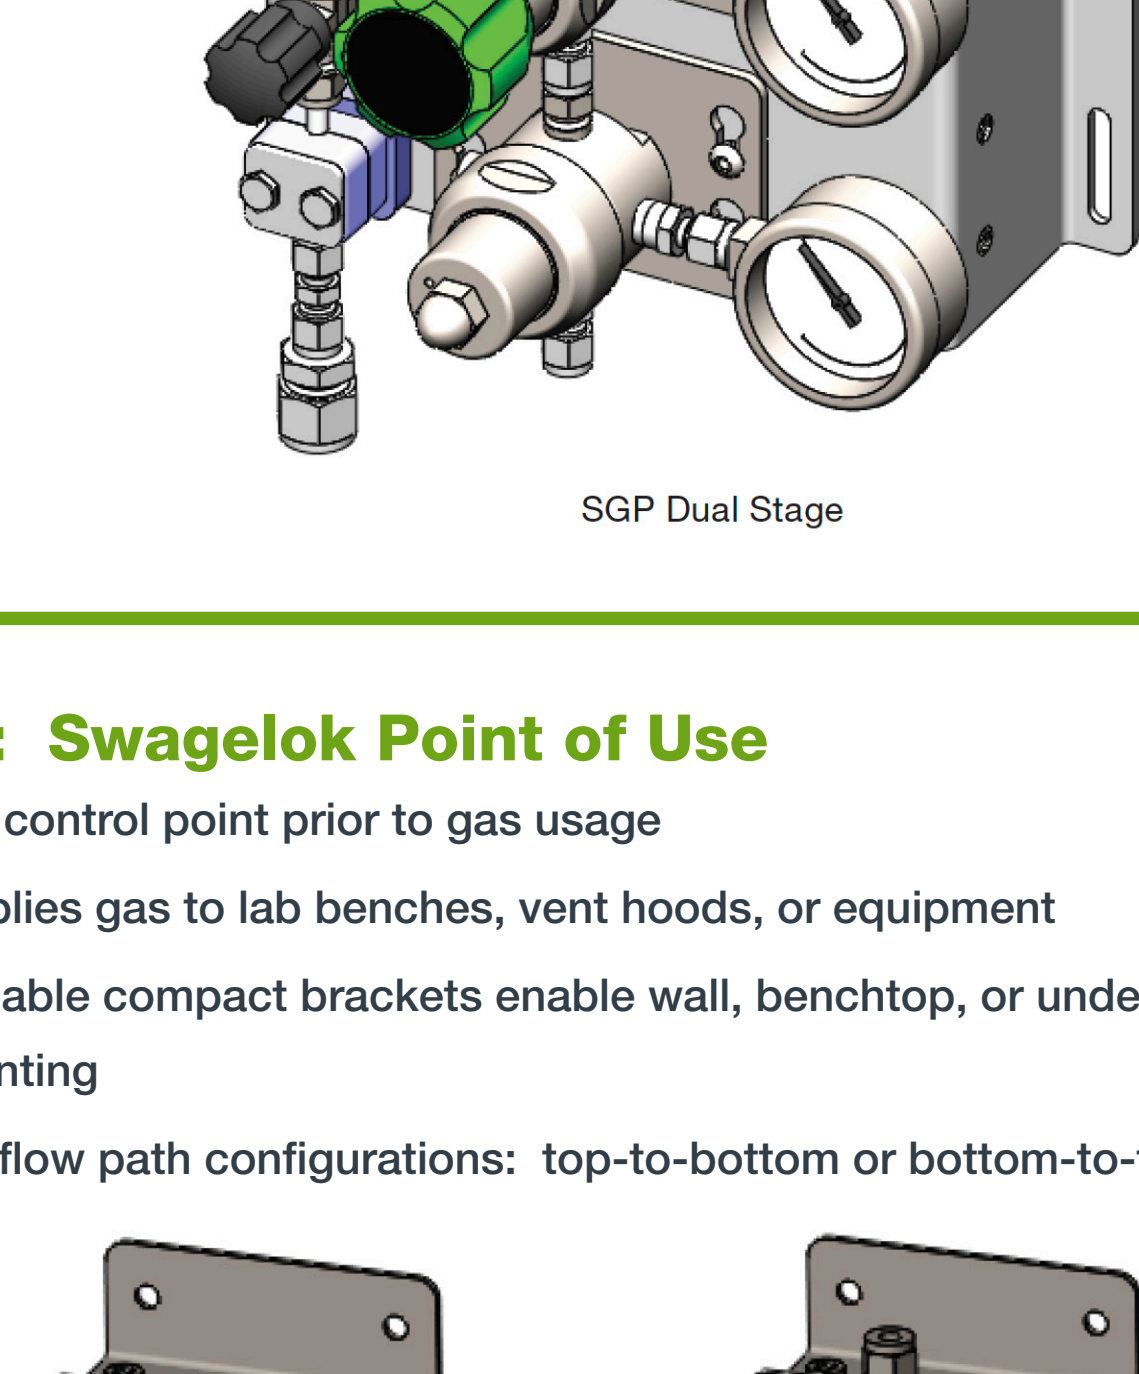 SGP Dual Stage
: Swagelok Point of Use
control point prior to gas usage
plies gas to lab benches, vent hoods, or equipment
able compact brackets enable wall, benchtop, or unde
nting
flow path configurations: top-to-bottom or bottom-to-